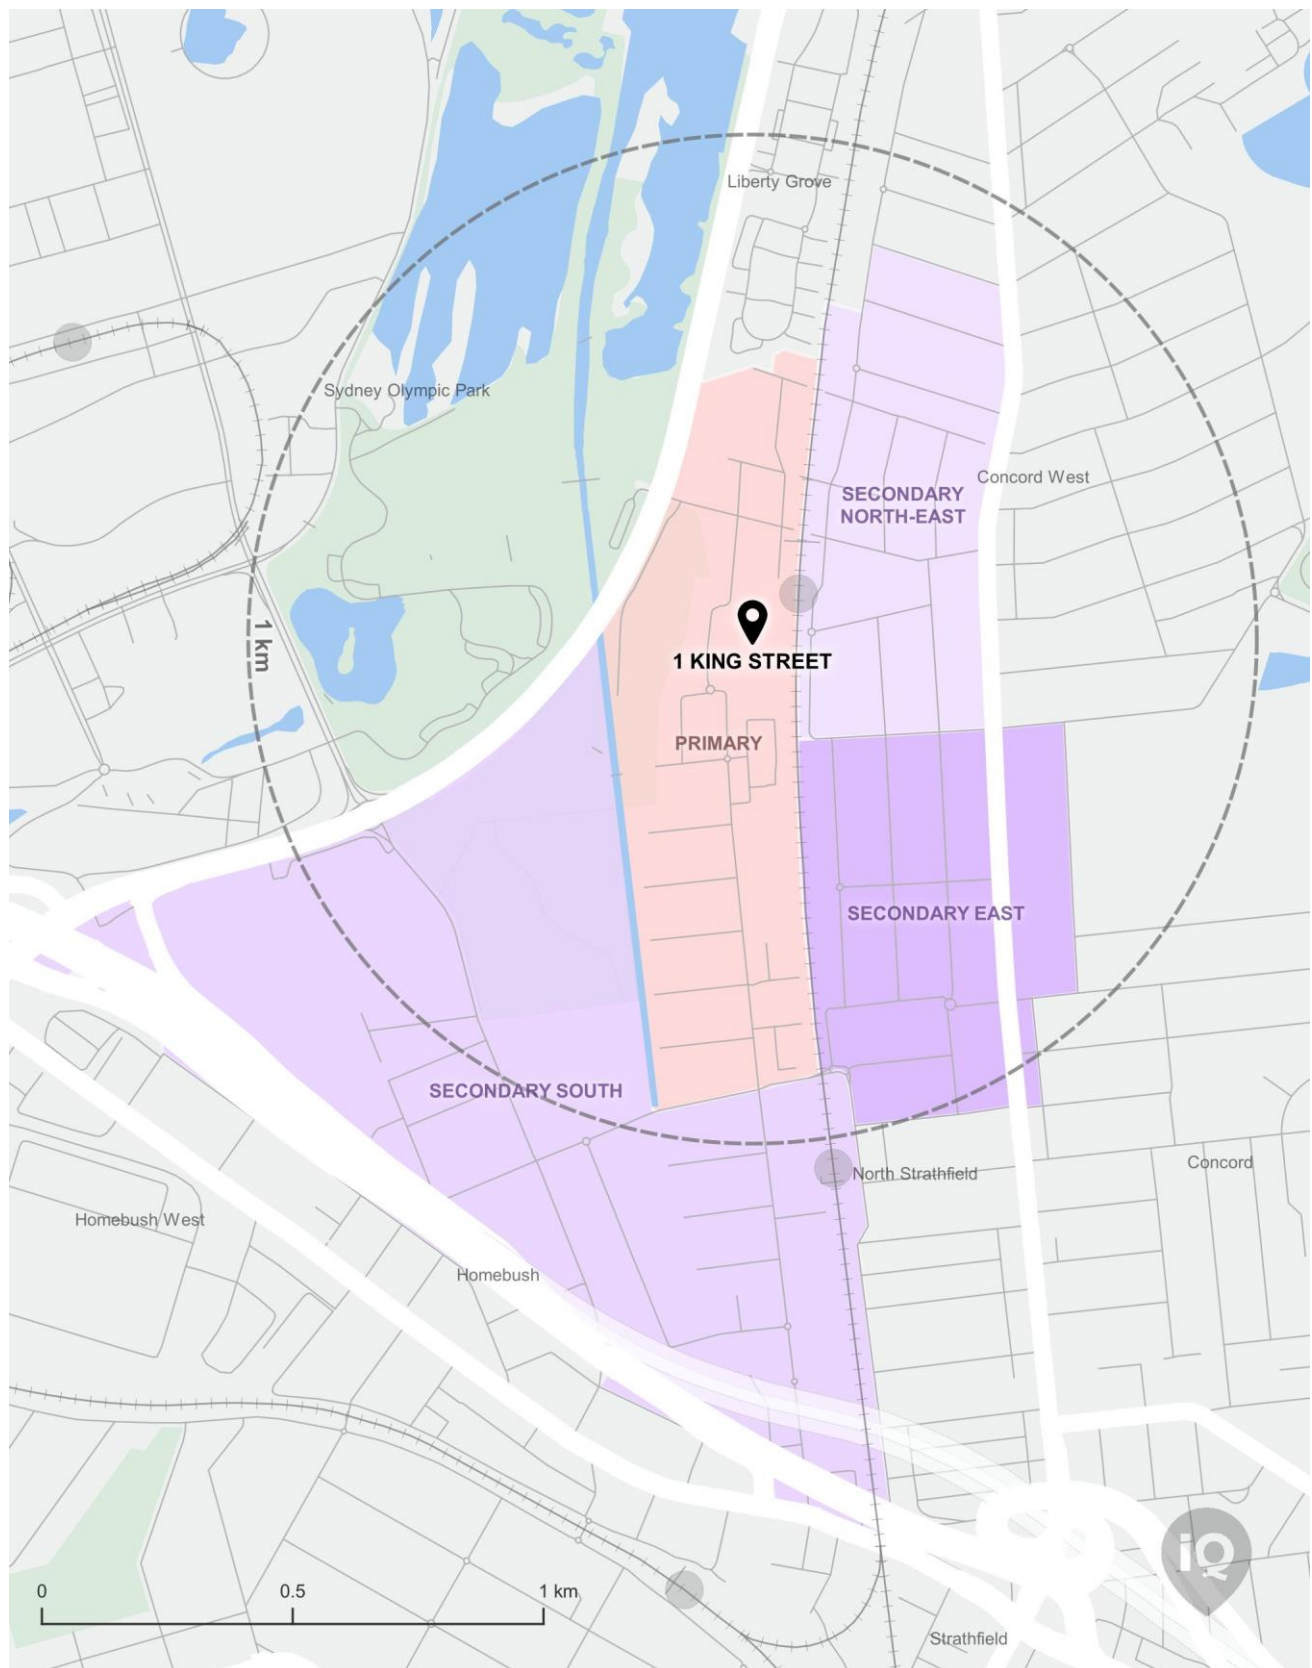 Liberty Grove
Sydney Olympic Park
Concord West
SECONDARY
NORTH-EAST
1 km
1 KING STREET
PRIMARY
SECONDARY EAST
SECONDARY SOUTH
North Strathfield
Concord
Homebush West
Homebush
iQ
0 0.5 1 km
Strathfield